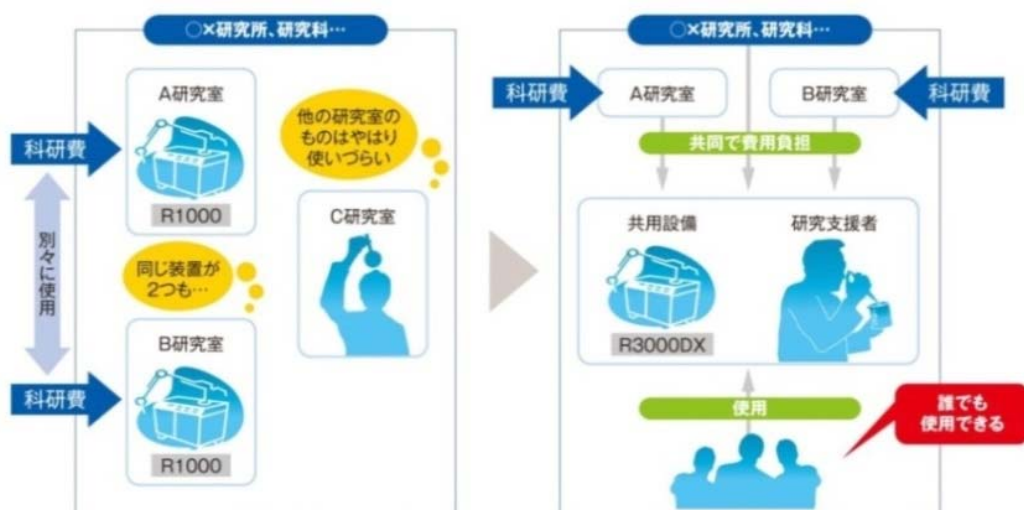 ○×研究所、研究科…
A研究室
科研費
R1000
他の研究室の
ものはやはり
使いづらい
C研究室
別々に使用
同じ装置が
2つも…
B研究室
科研費
R1000
○×研究所、研究科…
科研費
A研究室
B研究室
科研費
共同で費用負担
共用設備
研究支援者
R3000DX
使用
誰でも
使用できる